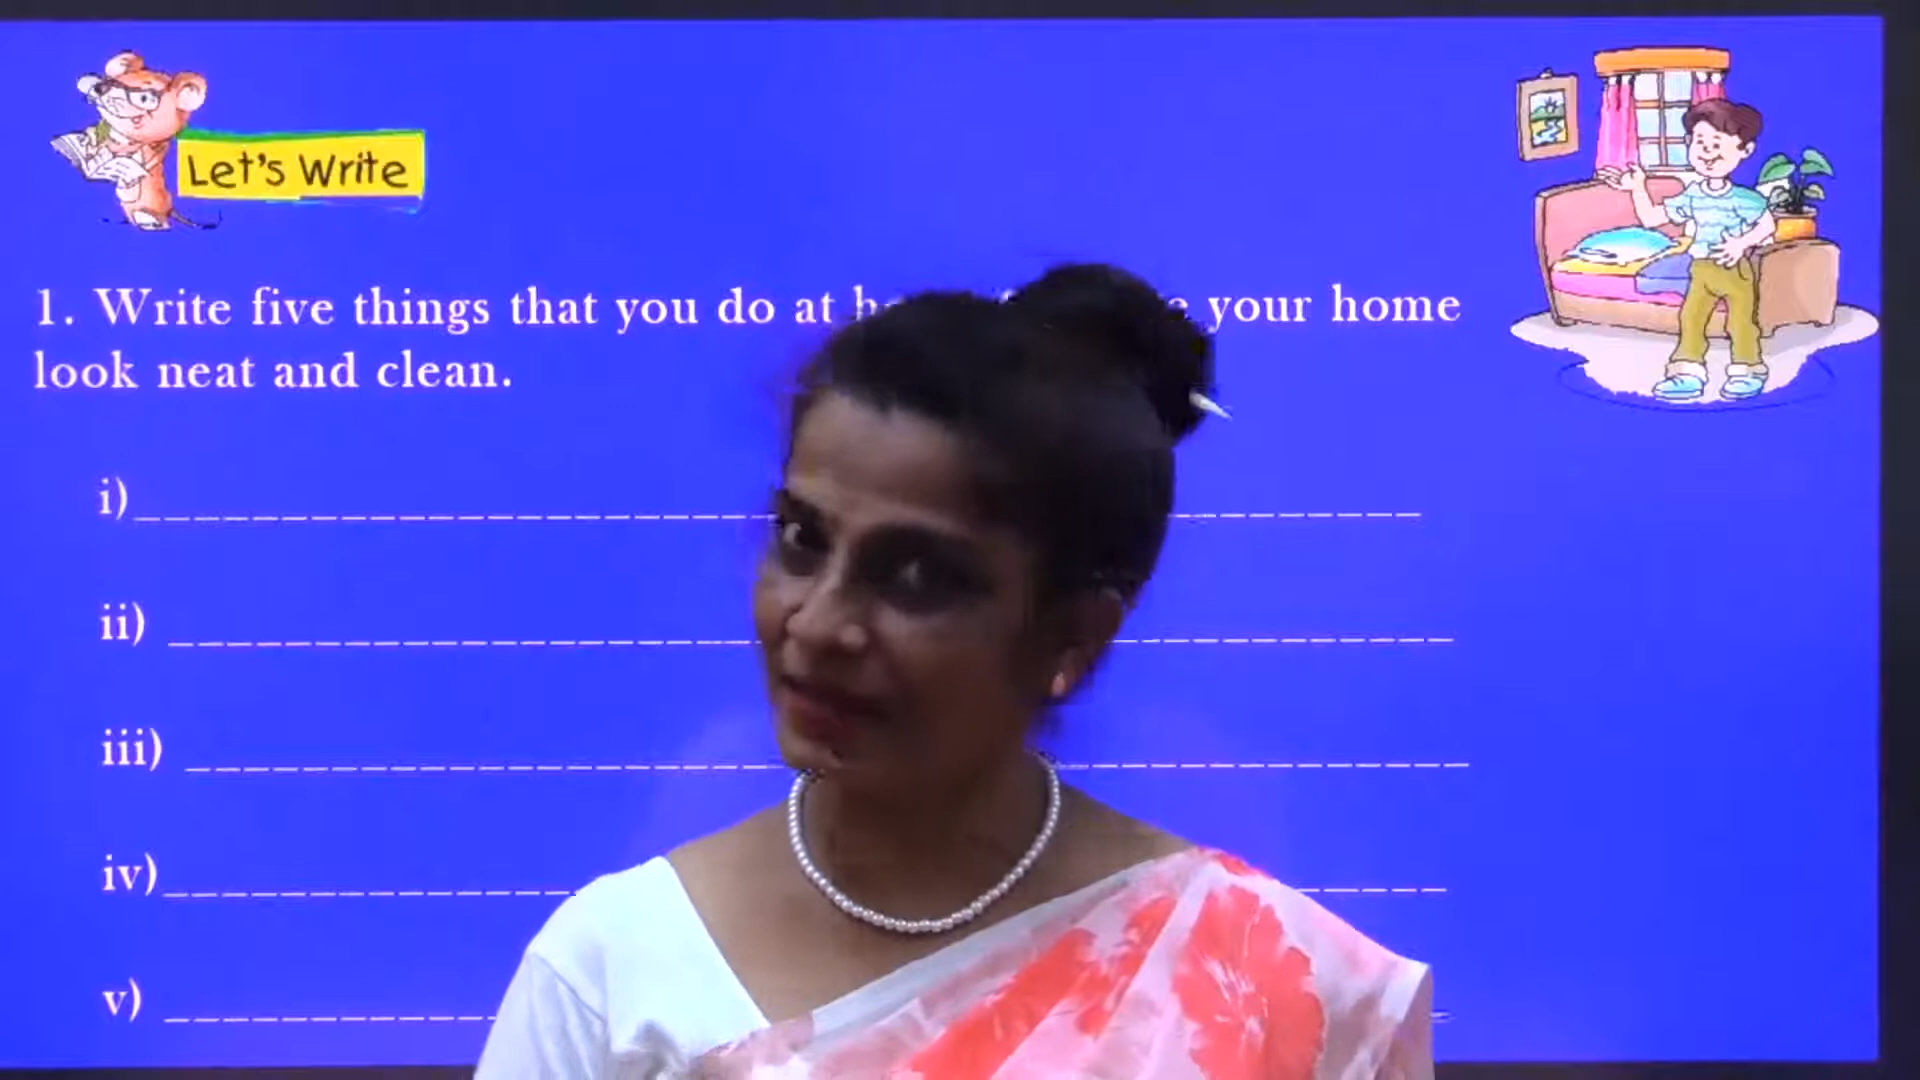 Let's Write
1. Write five things that you do at your home
look neat and clean.
i)
ii)
iii)
iv)
v)